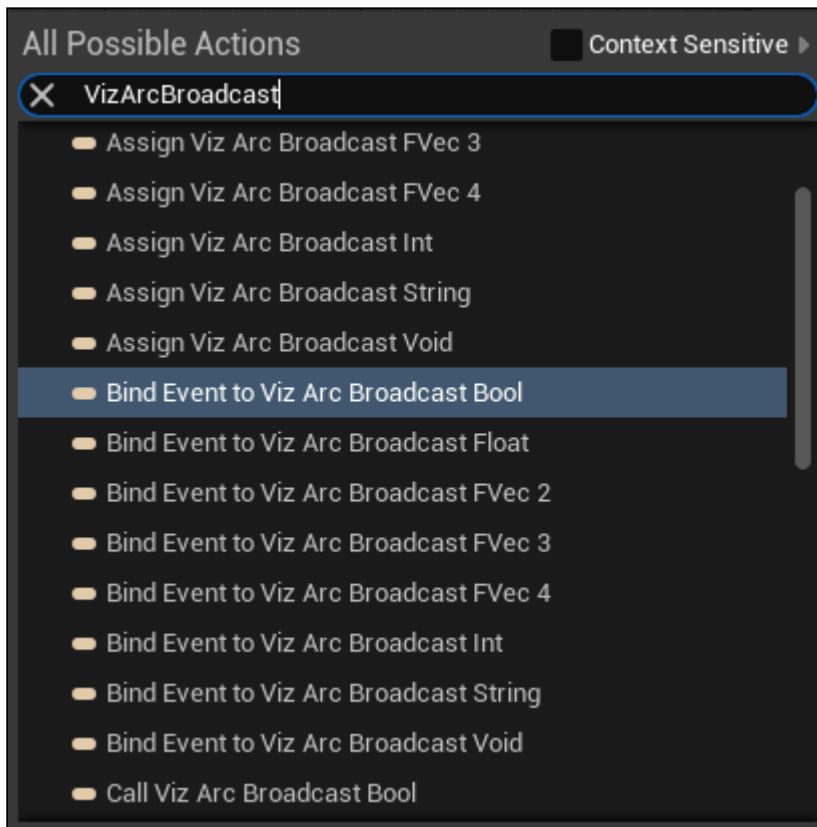 All Possible Actions
Context Sensitive
VizArcBroadcast
Assign Viz Arc Broadcast FVec 3
Assign Viz Arc Broadcast FVec 4
Assign Viz Arc Broadcast Int
Assign Viz Arc Broadcast String
Assign Viz Arc Broadcast Void
Bind Event to Viz Arc Broadcast Bool
Bind Event to Viz Arc Broadcast Float
Bind Event to Viz Arc Broadcast FVec 2
Bind Event to Viz Arc Broadcast FVec 3
Bind Event to Viz Arc Broadcast FVec 4
Bind Event to Viz Arc Broadcast Int
Bind Event to Viz Arc Broadcast String
Bind Event to Viz Arc Broadcast Void
Call Viz Arc Broadcast Bool